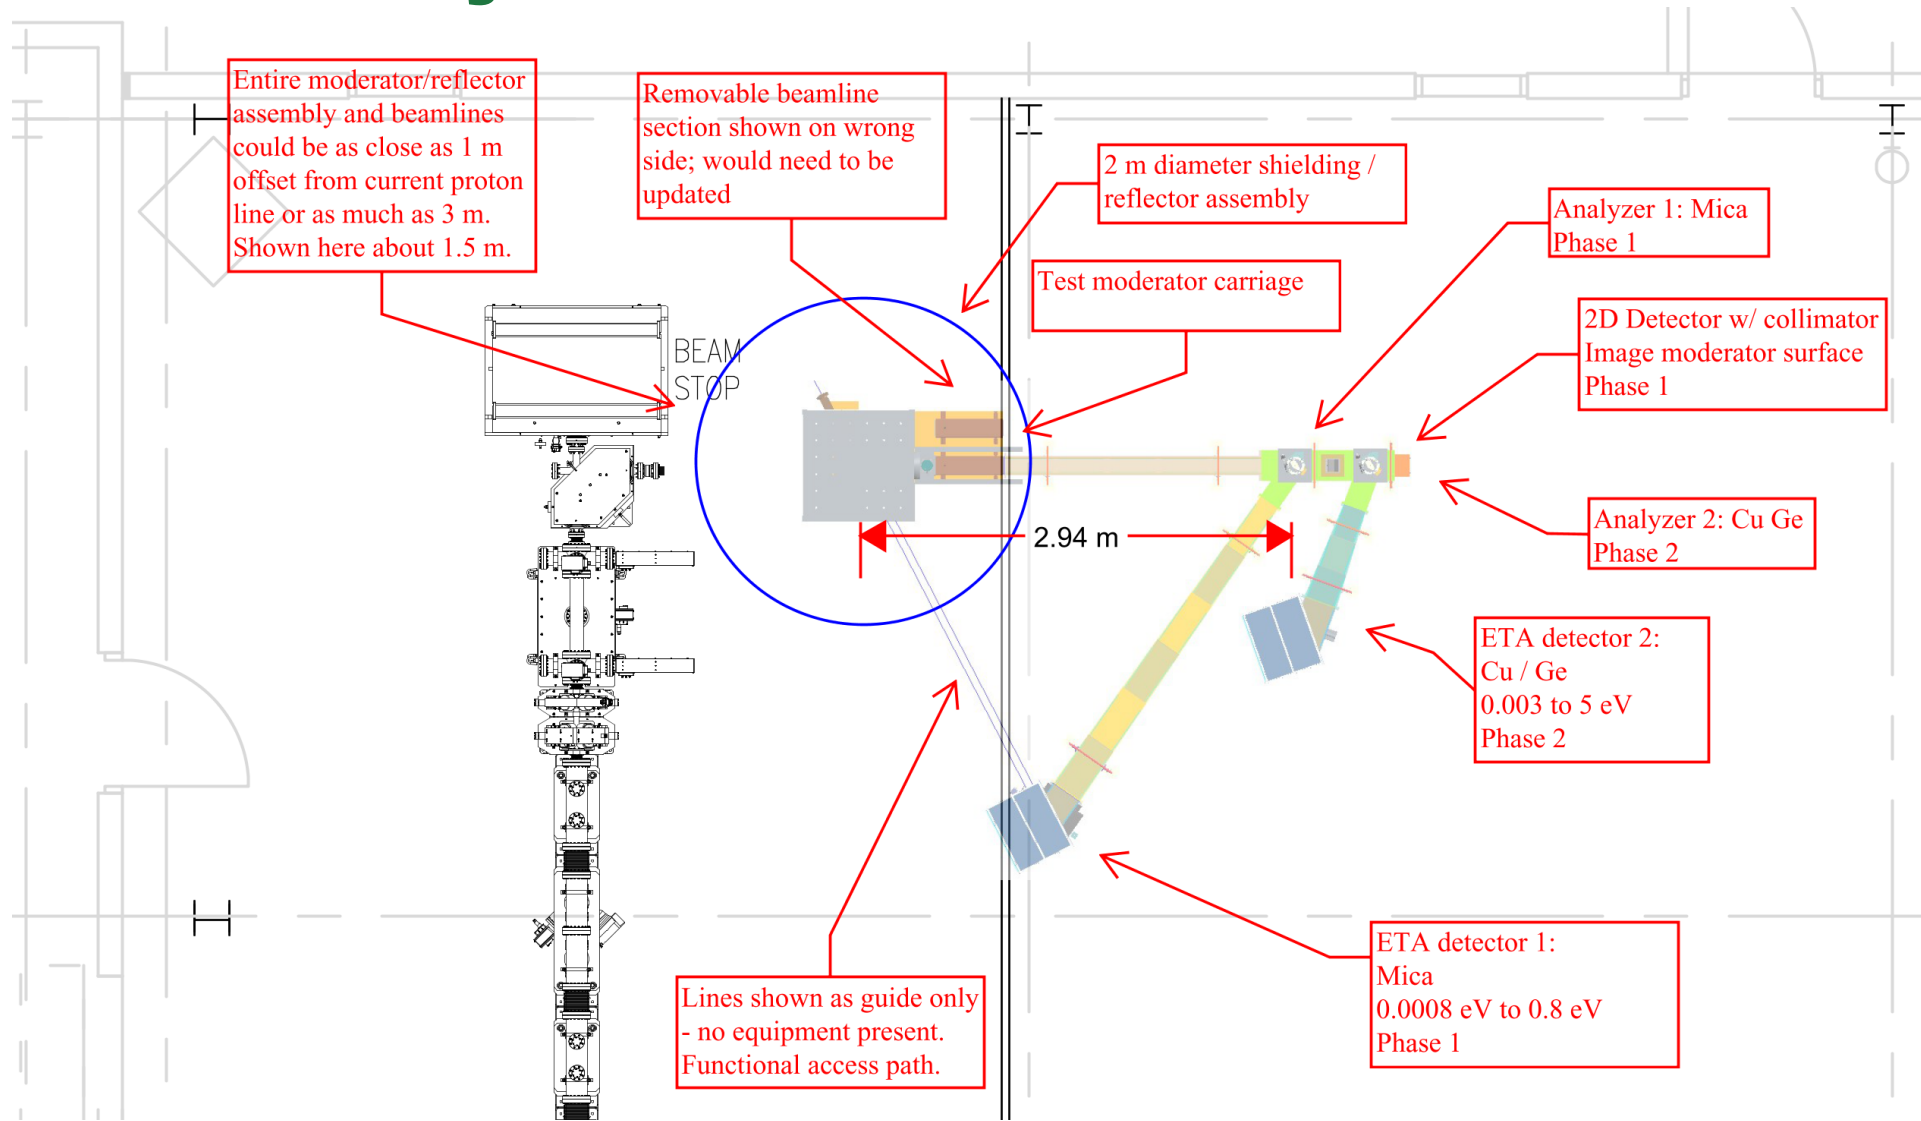 Entire moderator/reflector
assembly and beamlines
could be as close as 1 m
offset from current proton
line or as much as 3 m.
Shown here about 1.5 m.
Removable beamline
section shown on wrong
side; would need to be
updated
2 m diameter shielding /
reflector assembly
Test moderator carriage
Analyzer 1: Mica
Phase 1
2D Detector w/ collimator
Image moderator surface
Phase 1
BEAM
STOP
2.94 m
Analyzer 2: Cu Ge
Phase 2
ETA detector 2:
Cu / Ge
0.003 to 5 eV
Phase 2
ETA detector 1:
Mica
0.0008 eV to 0.8 eV
Phase 1
Lines shown as guide only
- no equipment present.
Functional access path.